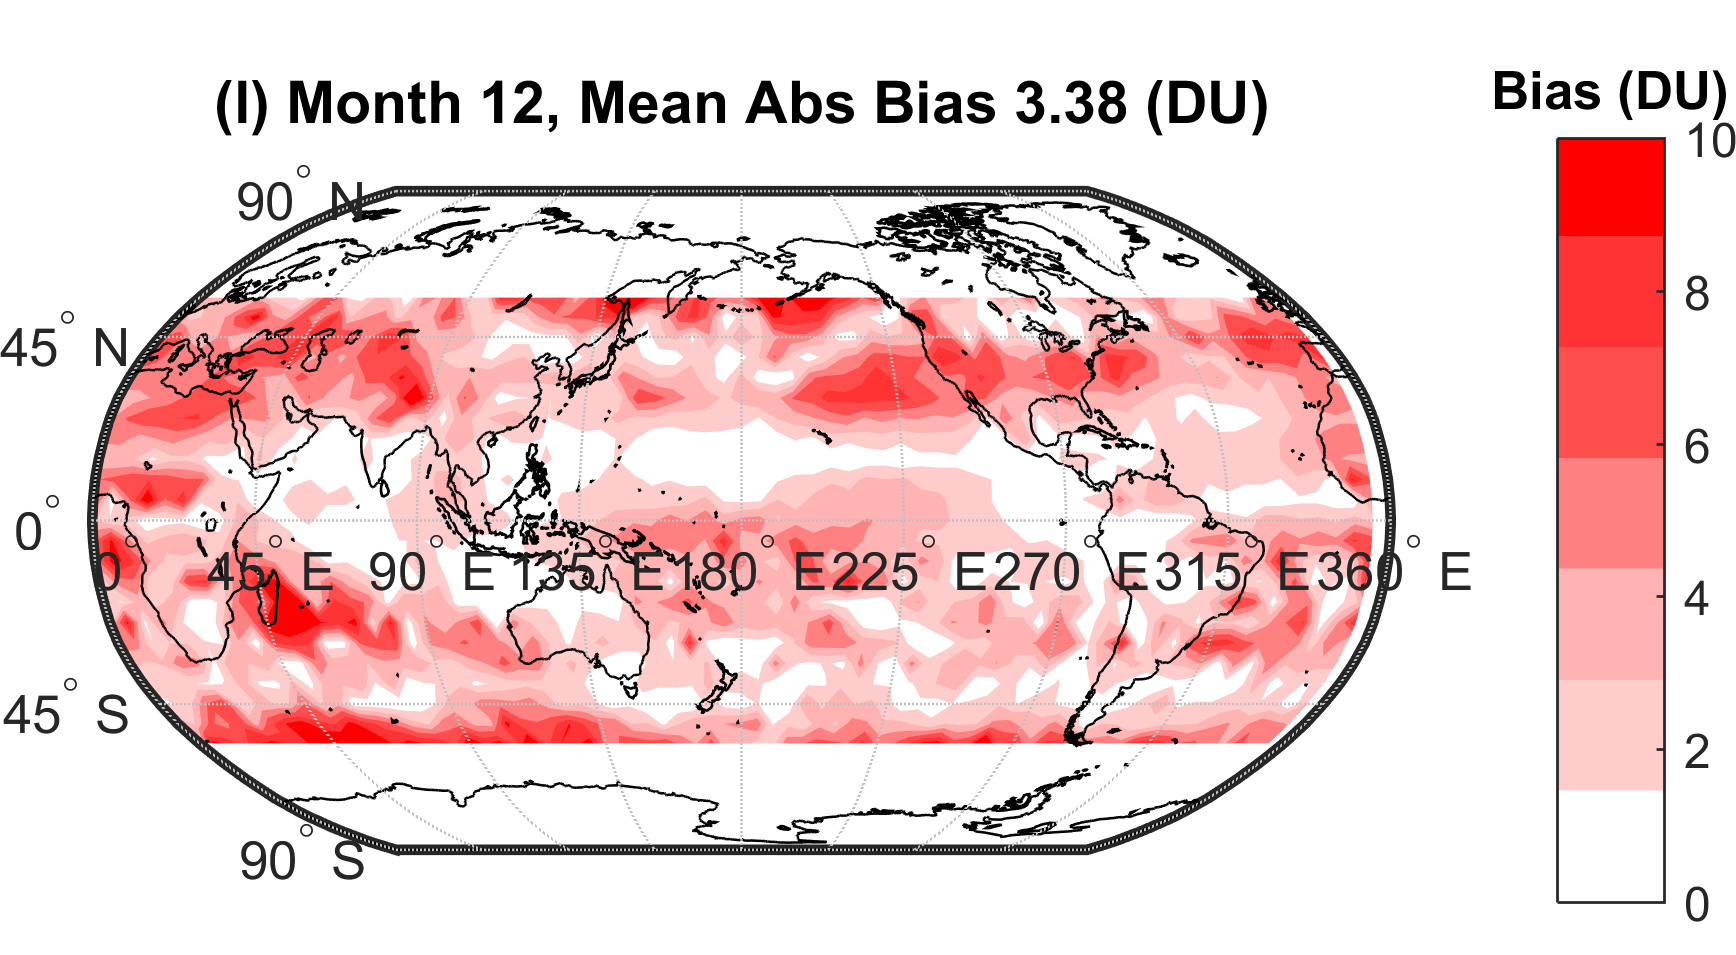 (l) Month 12, Mean Abs Bias 3.38 (DU)
Bias (DU)
10
8
6
4
2
0
90° N
45° N
0°
45° S
90° S
0° 45° E 90° E 135° E 180° E 225° E 270° E 315° E 360° E